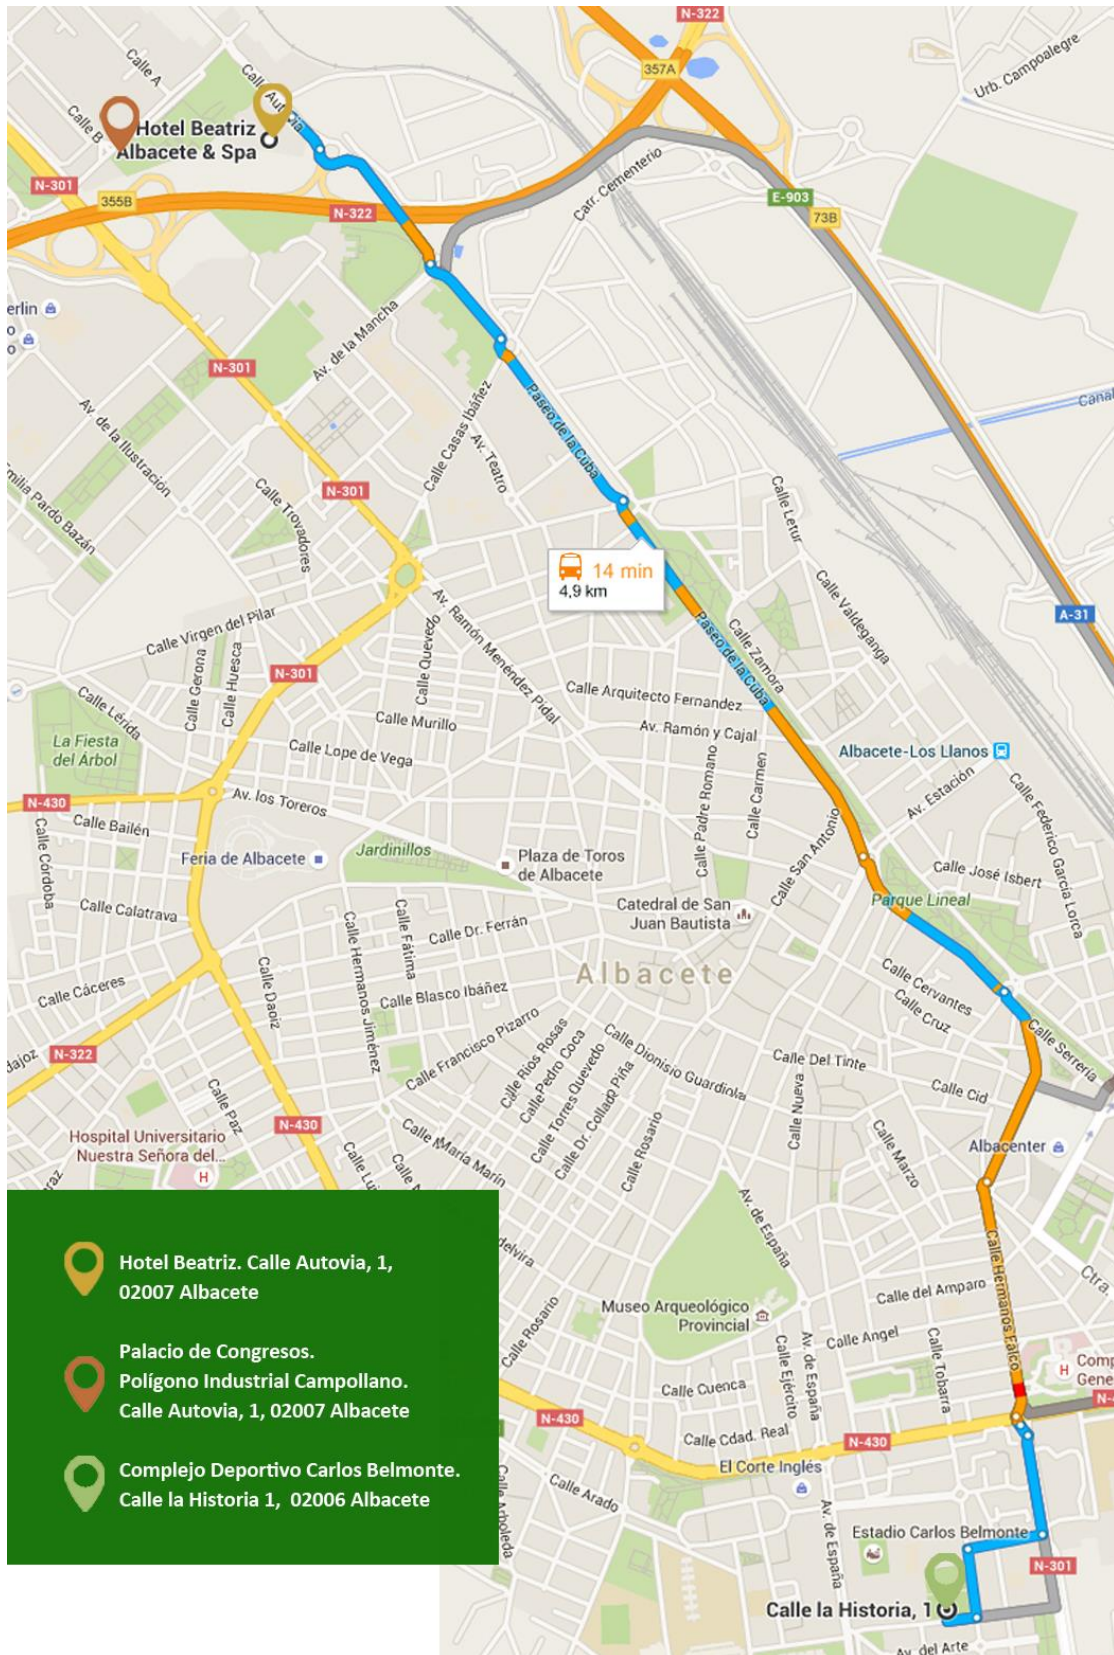 N-322
357A
Urb. Campoalegre
Calle A
Calle Autovia
Calle B
Hotel Beatriz
Albacete & Spa
N-301
355B
N-322
Carr. Cementerio
E-903
73B
erlin
o
o
Av. de la Mancha
N-301
Canal
Paseo de la Cuba
Calle Casas Ibáñez
Av. Teatro
Av. de la Ilustración
milia Pardo Bazán
Calle Trovadores
N-301
Calle Letur
14 min
4,9 km
Calle Valdeganga
A-31
Calle Virgen del Pilar
Calle Gerona
Calle Huesca
Calle Quevedo
Av. Ramón Menéndez Pidal
Paseo de la Cuba
Calle Zamora
N-301
Calle Arquitecto Fernandez
Calle Lérida
Calle Murillo
Av. Ramón y Cajal
La Fiesta
del Árbol
Calle Lope de Vega
Albacete-Los Llanos
Calle Padre Romano
Calle Carmen
Av. Estación
N-430
Av. los Toreros
Calle Federico García Lorca
Calle Bailén
Calle Córdoba
Feria de Albacete
Jardinillos
Plaza de Toros
de Albacete
Calle San Antonio
Calle José Isbert
Parque Lineal
Catedral de San
Juan Bautista
Calle Calatrava
Calle Hermanos Jiménez
Calle Fátima
Calle Dr. Ferrán
Albacete
Calle Cáceres
Calle Daoiz
Calle Blasco Ibáñez
Calle Cervantes
Calle Cruz
Calle Francisco Pizarro
Calle Rios Rosas
Calle Pedro Coca
Calle Torres Quevedo
Calle Dr. Collado Piña
Calle Dionisio Guardiola
Calle Serrería
dajoz
N-322
Calle Del Tinte
Calle Cid
Calle Nueva
Calle Paz
N-430
Calle Rosario
Calle Marzo
Albacenter
Hospital Universitario
Nuestra Señora del...
H
Calle María Marín
Av. de España
Calle Hermanos Falco
Ctra.
Calle Rosario
Museo Arqueológico
Provincial
Calle del Amparo
Calle Angel
Calle Tobarra
Calle Ejército
Av. de España
H
Comp
Gene
Calle Cuenca
N-430
Calle Cdad. Real
N-430
El Corte Inglés
Calle Arado
Calle Arboleda
Av. de España
Estadio Carlos Belmonte
N-301
Calle la Historia, 1
Av. del Arte
Hotel Beatriz. Calle Autovia, 1,
02007 Albacete
Palacio de Congresos.
Polígono Industrial Campollano.
Calle Autovia, 1, 02007 Albacete
Complejo Deportivo Carlos Belmonte.
Calle la Historia 1, 02006 Albacete